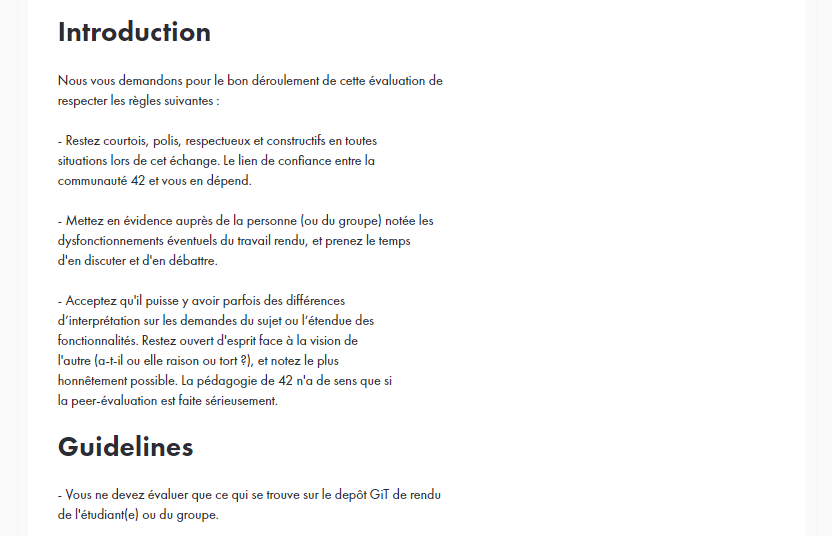 Introduction
Nous vous demandons pour le bon déroulement de cette évaluation de
respecter les règles suivantes :
- Restez courtois, polis, respectueux et constructifs en toutes
situations lors de cet échange. Le lien de confiance entre la
communauté 42 et vous en dépend.
- Mettez en évidence auprès de la personne (ou du groupe) notée les
dysfonctionnements éventuels du travail rendu, et prenez le temps
d'en discuter et d'en débattre.
- Acceptez qu'il puisse y avoir parfois des différences
d’interprétation sur les demandes du sujet ou l’étendue des
fonctionnalités. Restez ouvert d'esprit face à la vision de
l'autre (a-t-il ou elle raison ou tort ?), et notez le plus
honnêtement possible. La pédagogie de 42 n'a de sens que si
la peer-évaluation est faite sérieusement.
Guidelines
- Vous ne devez évaluer que ce qui se trouve sur le depôt GiT de rendu
de l'étudiant(e) ou du groupe.